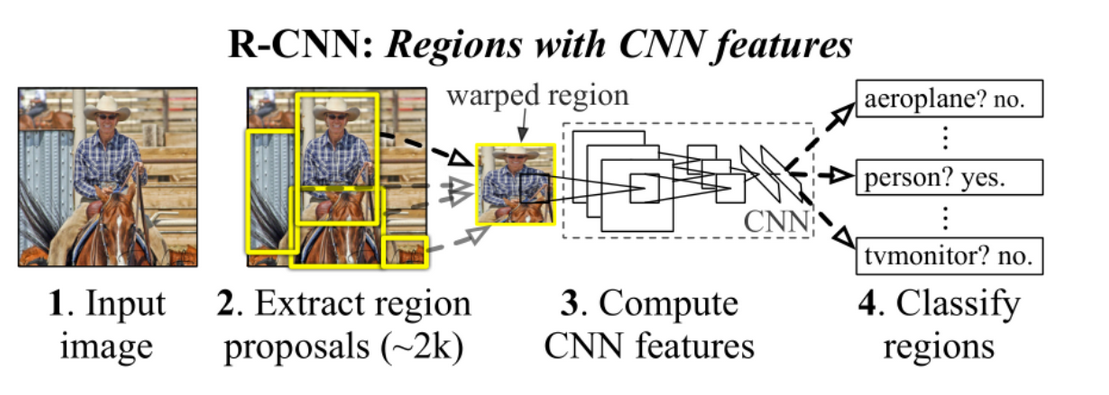 R-CNN: Regions with CNN features
warped region
aeroplane? no.
⋮
person? yes.
⋮
tvmonitor? no.
CNN
1. Input
image
2. Extract region
proposals (~2k)
3. Compute
CNN features
4. Classify
regions